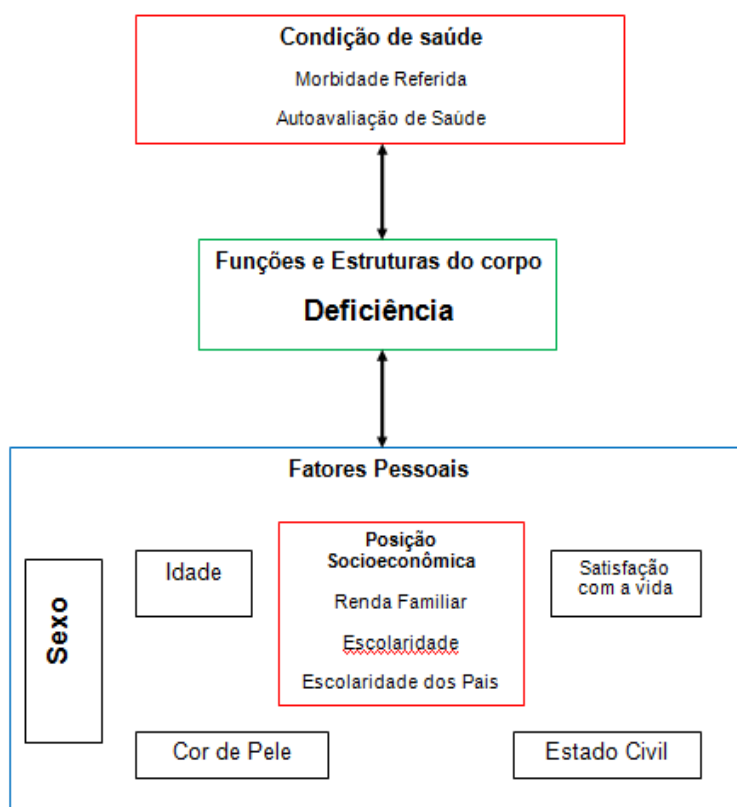 Condição de saúde
Morbidade Referida
Autoavaliação de Saúde
Funções e Estruturas do corpo
Deficiência
Fatores Pessoais
Sexo
Idade
Posição
Socioeconômica
Renda Familiar
Escolaridade
Escolaridade dos Pais
Satisfação
com a vida
Cor de Pele
Estado Civil